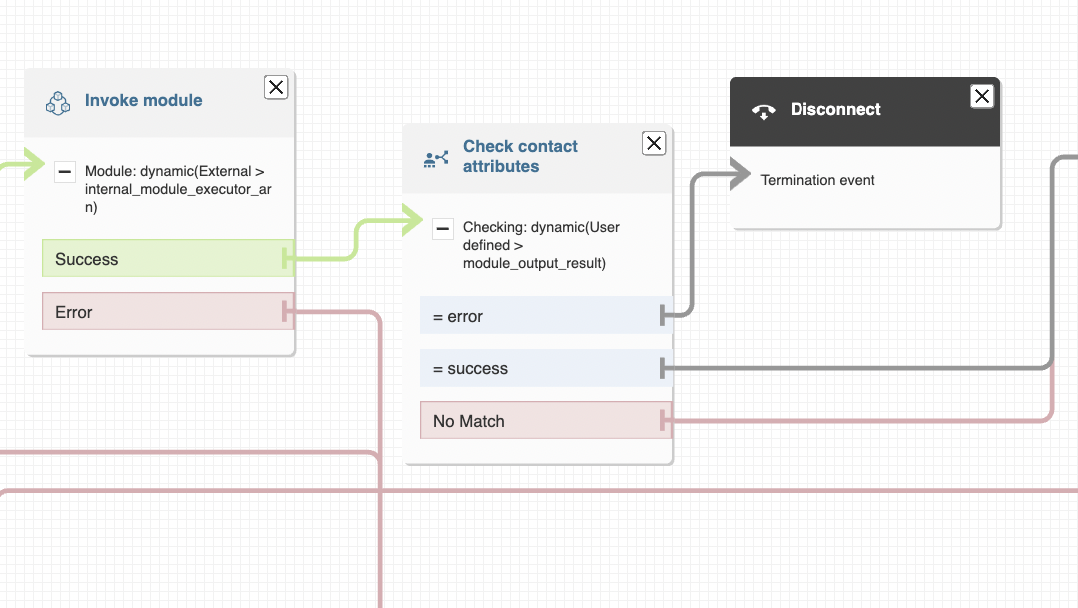 Invoke module
Module: dynamic(External >
internal_module_executor_ar
n)
Success
Error
Check contact
attributes
Checking: dynamic(User
defined >
module_output_result)
= error
= success
No Match
Disconnect
Termination event